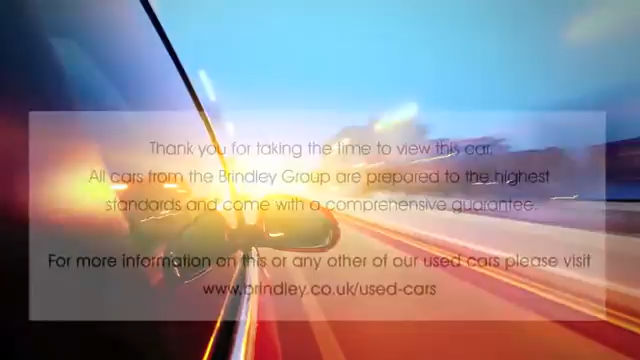 Thank you for taking the time to view this car.
All cars from the Brindley Group are prepared to the highest
standards and come with a comprehensive guarantee.
For more information on this or any other of our used cars please visit
www.brindley.co.uk/used-cars